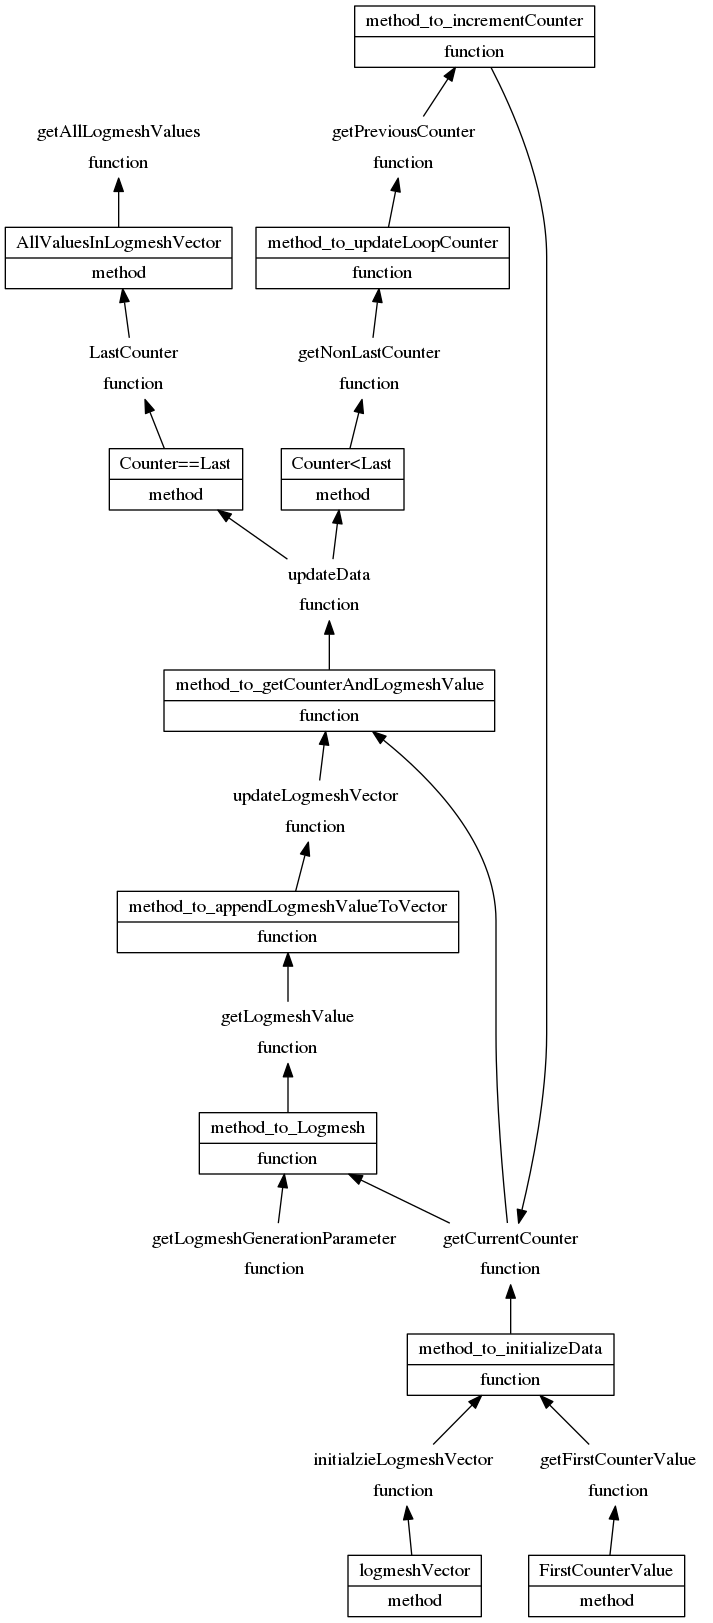 method_to_incrementCounter
function
getAllLogmeshValues
function
getPreviousCounter
function
AllValuesInLogmeshVector
method
method_to_updateLoopCounter
function
LastCounter
function
getNonLastCounter
function
Counter==Last
method
Counter<Last
method
updateData
function
method_to_getCounterAndLogmeshValue
function
updateLogmeshVector
function
method_to_appendLogmeshValueToVector
function
getLogmeshValue
function
method_to_Logmesh
function
getLogmeshGenerationParameter
function
getCurrentCounter
function
method_to_initializeData
function
initialzieLogmeshVector
function
getFirstCounterValue
function
logmeshVector
method
FirstCounterValue
method